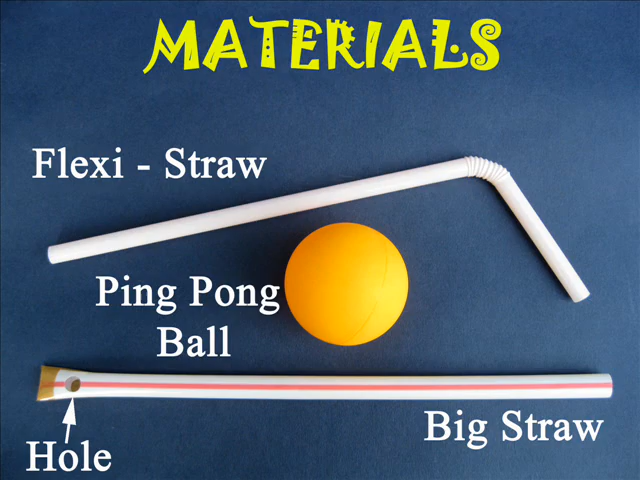 MATERIALS
Flexi - Straw
Ping Pong
Ball
Big Straw
Hole